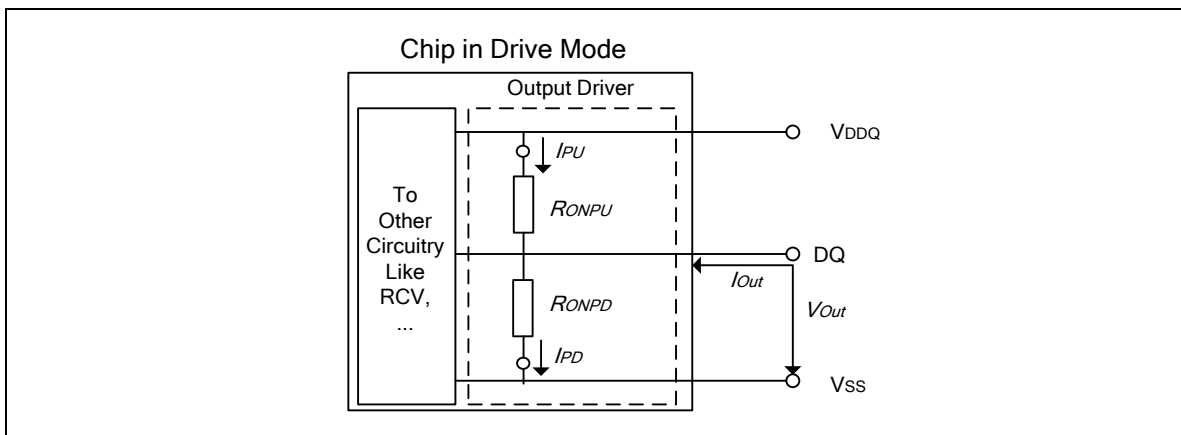 Chip in Drive Mode
Output Driver
VDDQ
IPU
To
Other
Circuitry
Like
RCV,
...
RONPU
DQ
IOut
RONPD
VOut
IPD
VSS